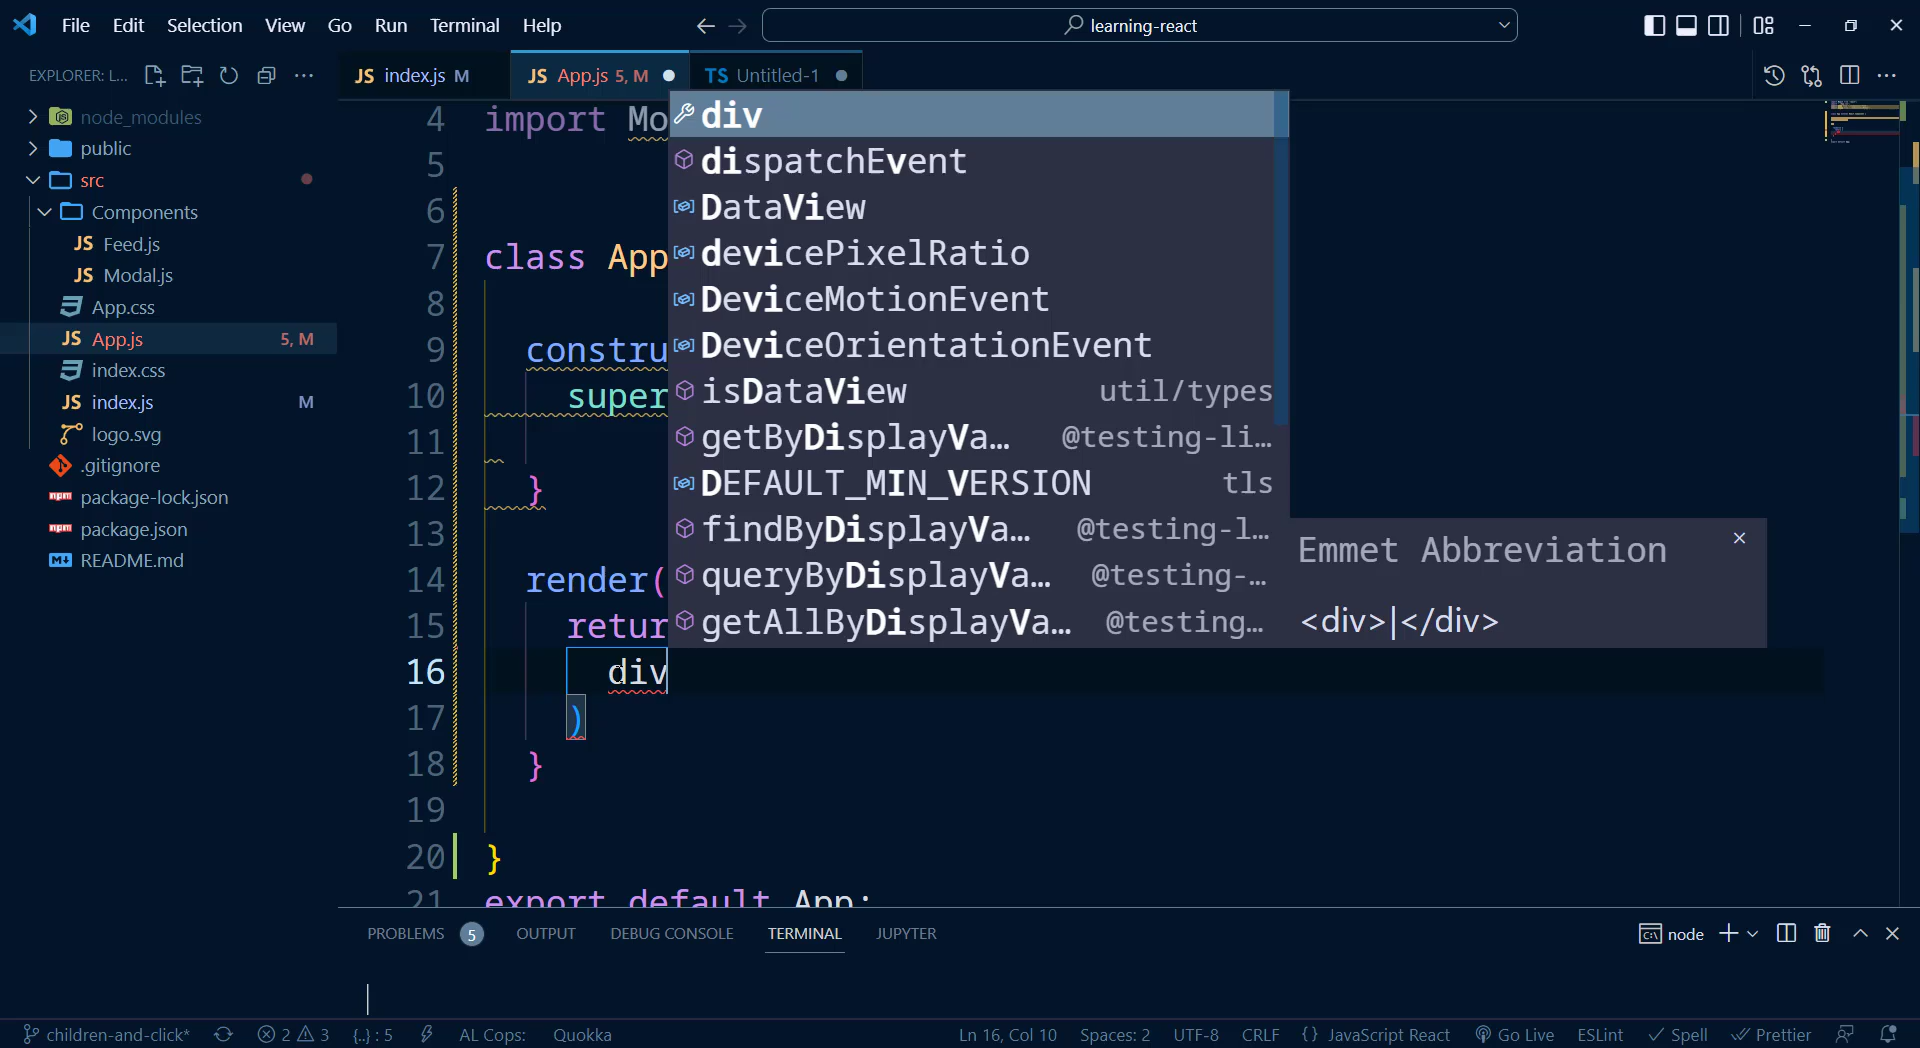 File Edit Selection View Go Run Terminal Help
learning-react
EXPLORER: L...
JS index.js M
JS App.js 5, M
TS Untitled-1
node_modules
public
src
Components
JS Feed.js
JS Modal.js
App.css
JS App.js 5, M
index.css
JS index.js M
logo.svg
.gitignore
npm package-lock.json
npm package.json
README.md
4 import Mo
5
6
7 class App
8
9 constru
10 super
11
12 }
13
14 render(
15 retur
16 div
17 )
18 }
19
20 }
21 export default App;
div
dispatchEvent
DataView
devicePixelRatio
DeviceMotionEvent
DeviceOrientationEvent
isDataView util/types
getByDisplayVa... @testing-li...
DEFAULT_MIN_VERSION tls
findByDisplayVa... @testing-l...
queryByDisplayVa... @testing-...
getAllByDisplayVa... @testing...
Emmet Abbreviation
<div>|</div>
PROBLEMS 5 OUTPUT DEBUG CONSOLE TERMINAL JUPYTER
node
children-and-click* 2 3 {..} : 5 AL Cops: Quokka Ln 16, Col 10 Spaces: 2 UTF-8 CRLF {} JavaScript React Go Live ESLint Spell Prettier